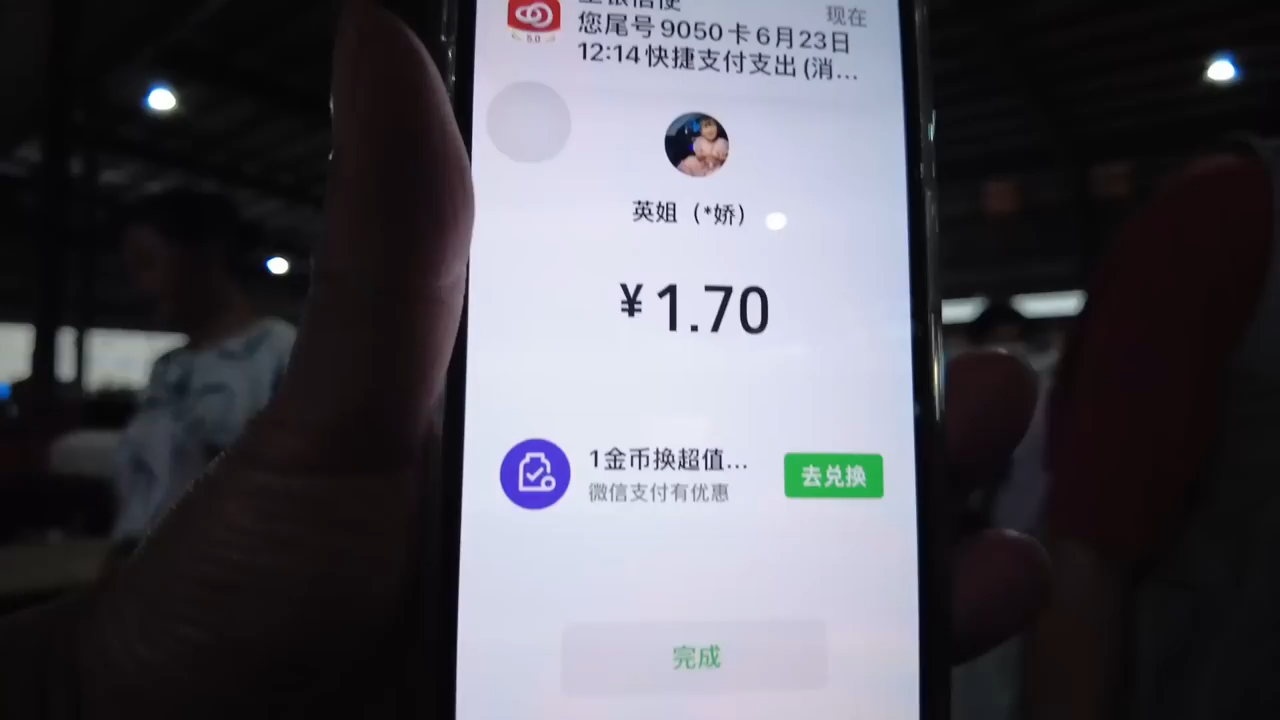 现在
您尾号9050卡6月23日
12:14快捷支付支出(消...
5.0
英姐（*娇）
¥1.70
1金币换超值...
微信支付有优惠
去兑换
完成